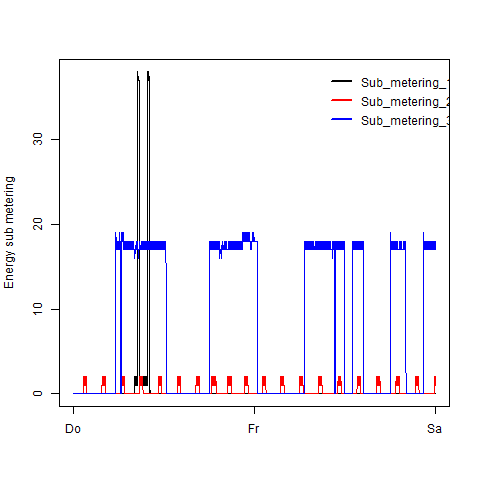 Sub_metering_1
Sub_metering_2
Sub_metering_3
Energy sub metering
30
20
10
0
Do Fr Sa